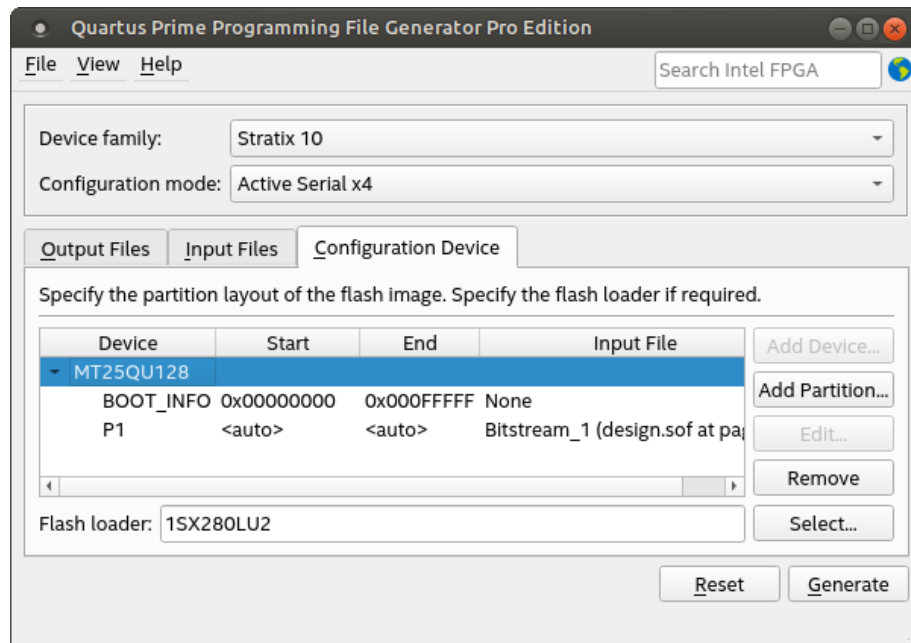 Quartus Prime Programming File Generator Pro Edition
File View Help Search Intel FPGA
Device family: Stratix 10
Configuration mode: Active Serial x4
Output Files Input Files Configuration Device
Specify the partition layout of the flash image. Specify the flash loader if required.
Device Start End Input File Add Device...
MT25QU128
Add Partition...
BOOT_INFO 0x00000000 0x000FFFFF None
P1 <auto> <auto> Bitstream_1 (design.sof at pa
Edit...
Remove
Flash loader: 1SX280LU2 Select...
Reset Generate